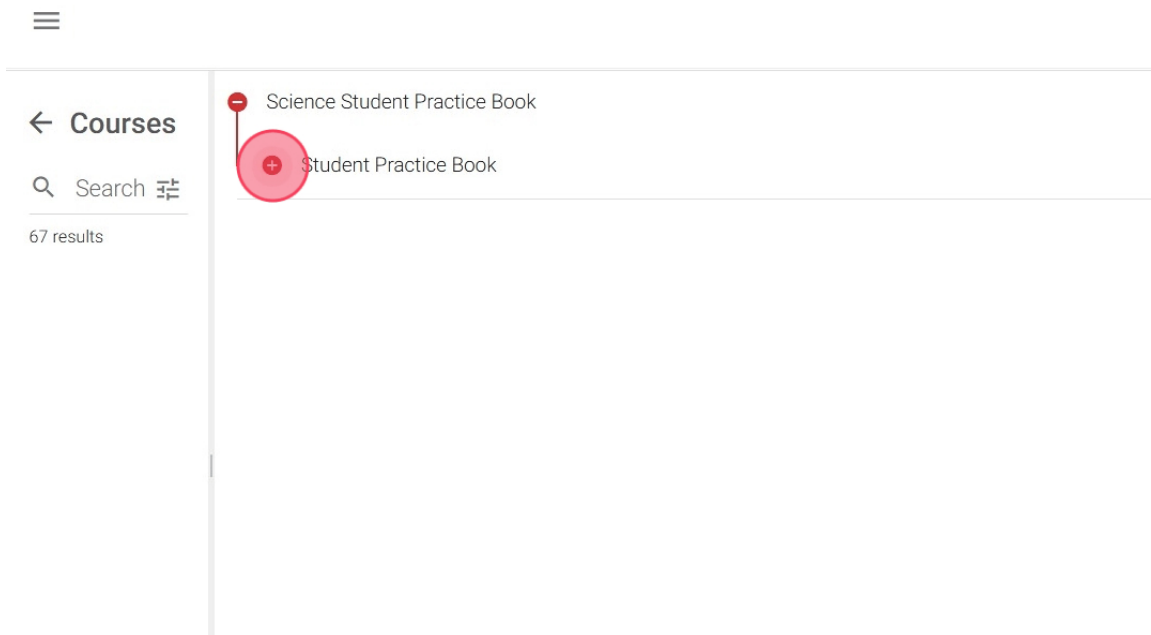 Courses
Search
67 results
Science Student Practice Book
Student Practice Book